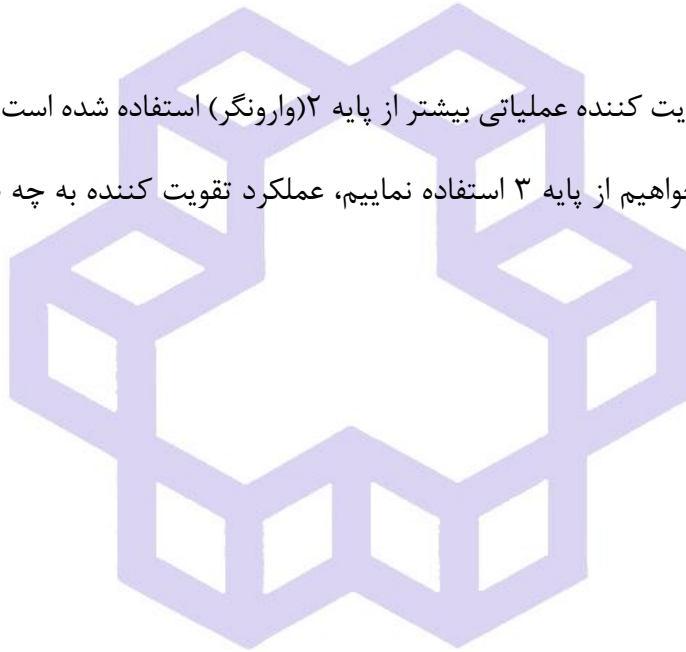 یت کننده عملیاتی بیشتر از پایه ۲(وارونگر) استفاده شده است
واهیم از پایه ۳ استفاده نماییم، عملکرد تقویت کننده به چه